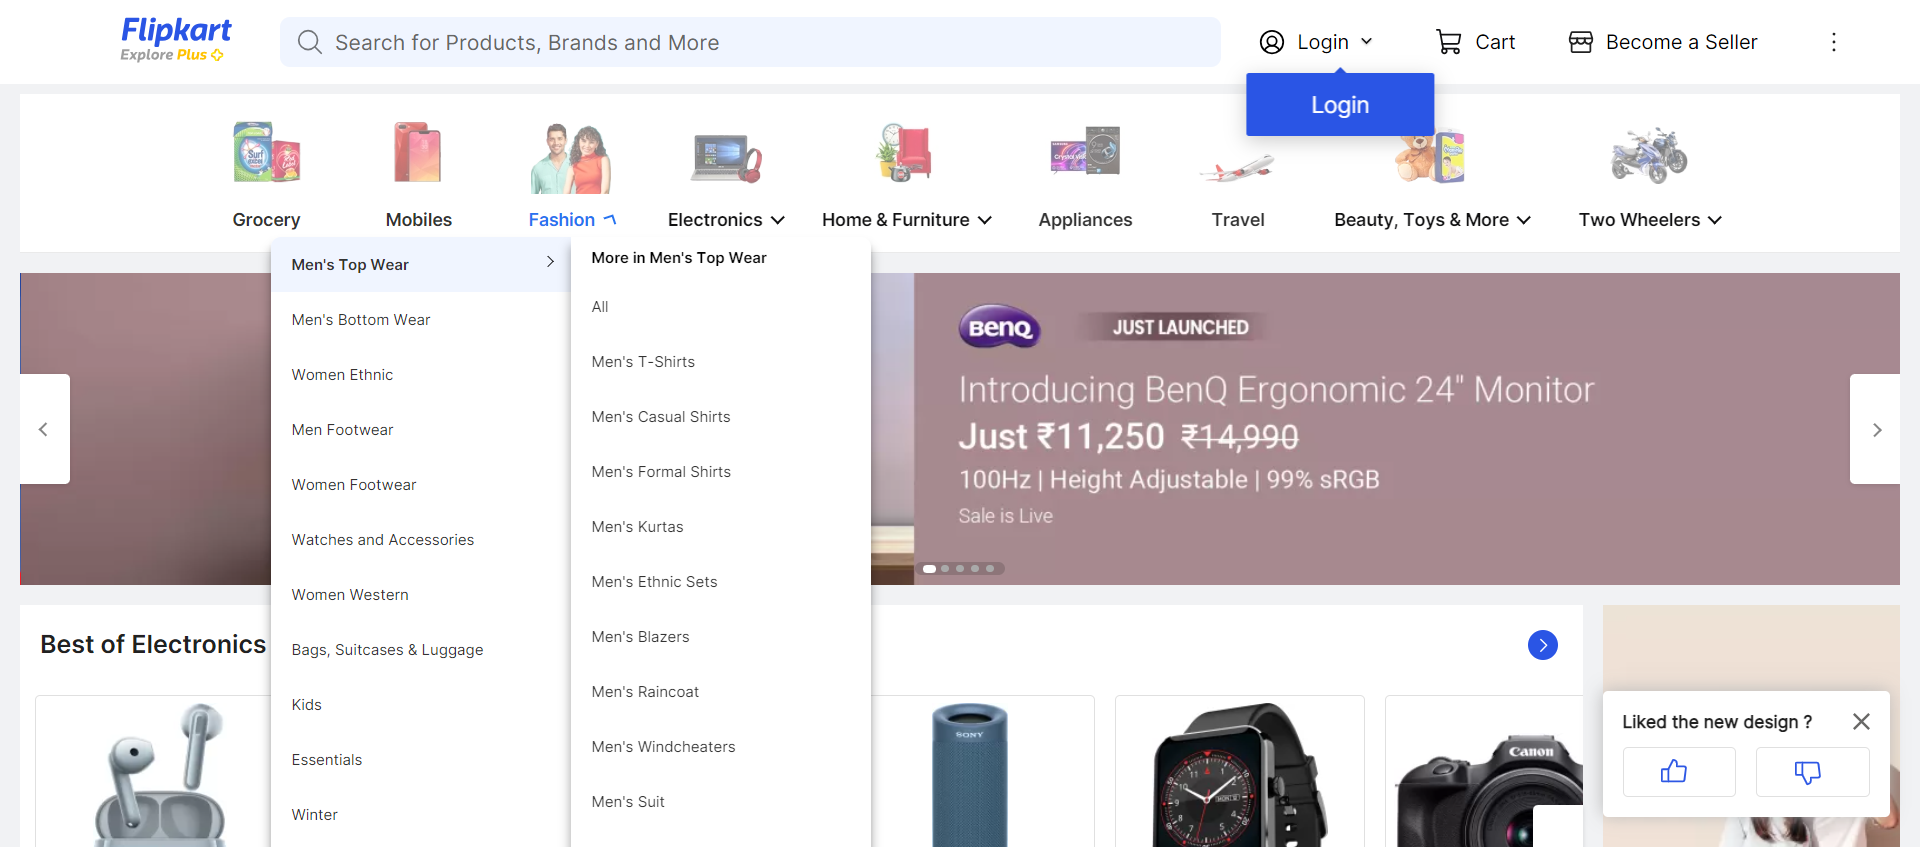 Flipkart
Explore Plus
Search for Products, Brands and More
Login
Cart
Become a Seller
Login
Grocery
Mobiles
Fashion
Electronics
Home & Furniture
Appliances
Travel
Beauty, Toys & More
Two Wheelers
Men's Top Wear
Men's Bottom Wear
Women Ethnic
Men Footwear
Women Footwear
Watches and Accessories
Women Western
Bags, Suitcases & Luggage
Kids
Essentials
Winter
More in Men's Top Wear
All
Men's T-Shirts
Men's Casual Shirts
Men's Formal Shirts
Men's Kurtas
Men's Ethnic Sets
Men's Blazers
Men's Raincoat
Men's Windcheaters
Men's Suit
BenQ
JUST LAUNCHED
Introducing BenQ Ergonomic 24" Monitor
Just ₹11,250 ₹14,990
100Hz | Height Adjustable | 99% sRGB
Sale is Live
Best of Electronics
SONY
Canon
Liked the new design ?